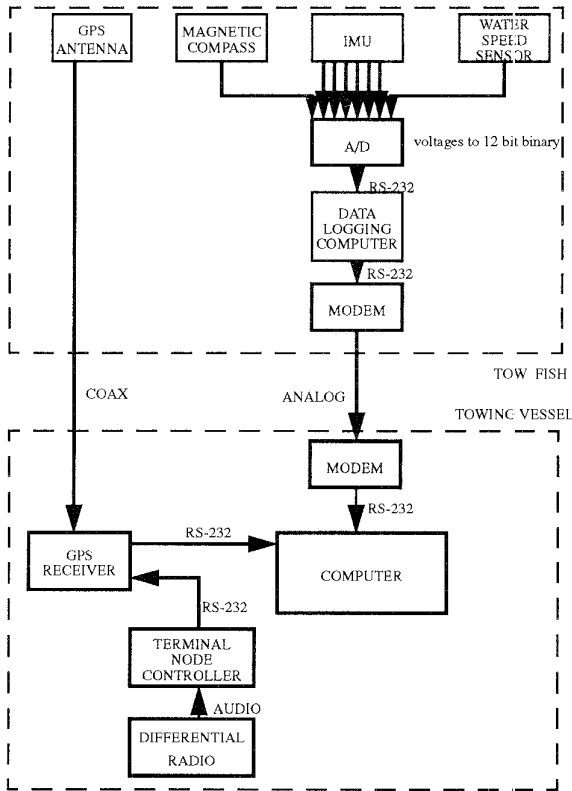 GPS
ANTENNA
MAGNETIC
COMPASS
IMU
WATER
SPEED
SENSOR
A/D
voltages to 12 bit binary
RS-232
DATA
LOGGING
COMPUTER
RS-232
MODEM
TOW FISH
COAX
ANALOG
TOWING VESSEL
MODEM
RS-232
RS-232
GPS
RECEIVER
COMPUTER
RS-232
TERMINAL
NODE
CONTROLLER
AUDIO
DIFFERENTIAL
RADIO